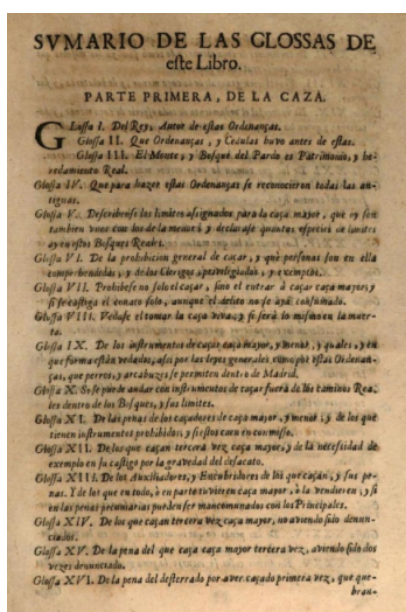 SVMARIO DE LAS GLOSSAS DE
eſte Libro.
PARTE PRIMERA, DE LA CAZA.
Gloſſa I. Del Rey, Autor de eſtas Ordenanças.
Gloſſa II. Que Ordenanças, y Cedulas huvo antes de eſtas.
Gloſſa III. El Monte, y Boſque del Pardo es Patrimonio, y he-
redamiento Real.
Gloſſa IV. Que para hazer eſtas Ordenanças ſe reconocieron todas las an-
tiguas.
Gloſſa V. Deſcrivenſe los limites aſsignados para la caça mayor, que oy ſon
tambien unos con los de la menor; y declaraſe quantas eſpecies de limites
ay en eſtos Boſques Reales.
Gloſſa VI. De la prohibicion general de caçar, y que perſonas ſon en ella
comprehendidas, y de los Clerigos, privilegiados, y exemptos.
Gloſſa VII. Prohibeſe no ſolo el caçar, ſino el entrar à caçar caça mayor, y
ſi ſe caſtiga el conato ſolo, aunque el delito no ſe aya conſumado.
Gloſſa VIII. Vedaſe el tomar la caça viva, y ſi ſerà lo miſmo en la muer-
ta.
Gloſſa IX. De los inſtrumentos de caçar caça mayor, y menor, y quales, y en
que forma eſtàn vedados, aſsi por las leyes generales como por eſtas Ordenan-
ças, que perros, y arcabuzes ſe permiten dentro de Madrid.
Gloſſa X. Si ſe puede andar con inſtrumentos de caçar fuera de los caminos Rea-
les dentro de los Boſques, y ſus limites.
Gloſſa XI. De las penas de los caçadores de caça mayor, y menor, y de los que
tienen inſtrumentos prohibidos, y ſi eſtos caen en comiſſo.
Gloſſa XII. De los que caçan tercera vez caça mayor, y de la neceſsidad de
exemplo en ſu caſtigo por la gravedad del deſacato.
Gloſſa XIII. De los Auxiliadores, y Encubridores de los que caçan, y ſus pe-
nas. Y de los que en todo, ò en parte tuvieren caça mayor, ò la vendieren, y ſi
en las penas pecuniarias pueden ſer mancomunados con los Principales.
Gloſſa XIV. De los que caçan tercera vez caça mayor, no aviendo ſido denun-
ciados.
Gloſſa XV. De la pena del que caça caça mayor tercera vez, aviendo ſido dos
vezes denunciado.
Gloſſa XVI. De la pena del deſterrado por aver caçado primera vez, que que-
bran-